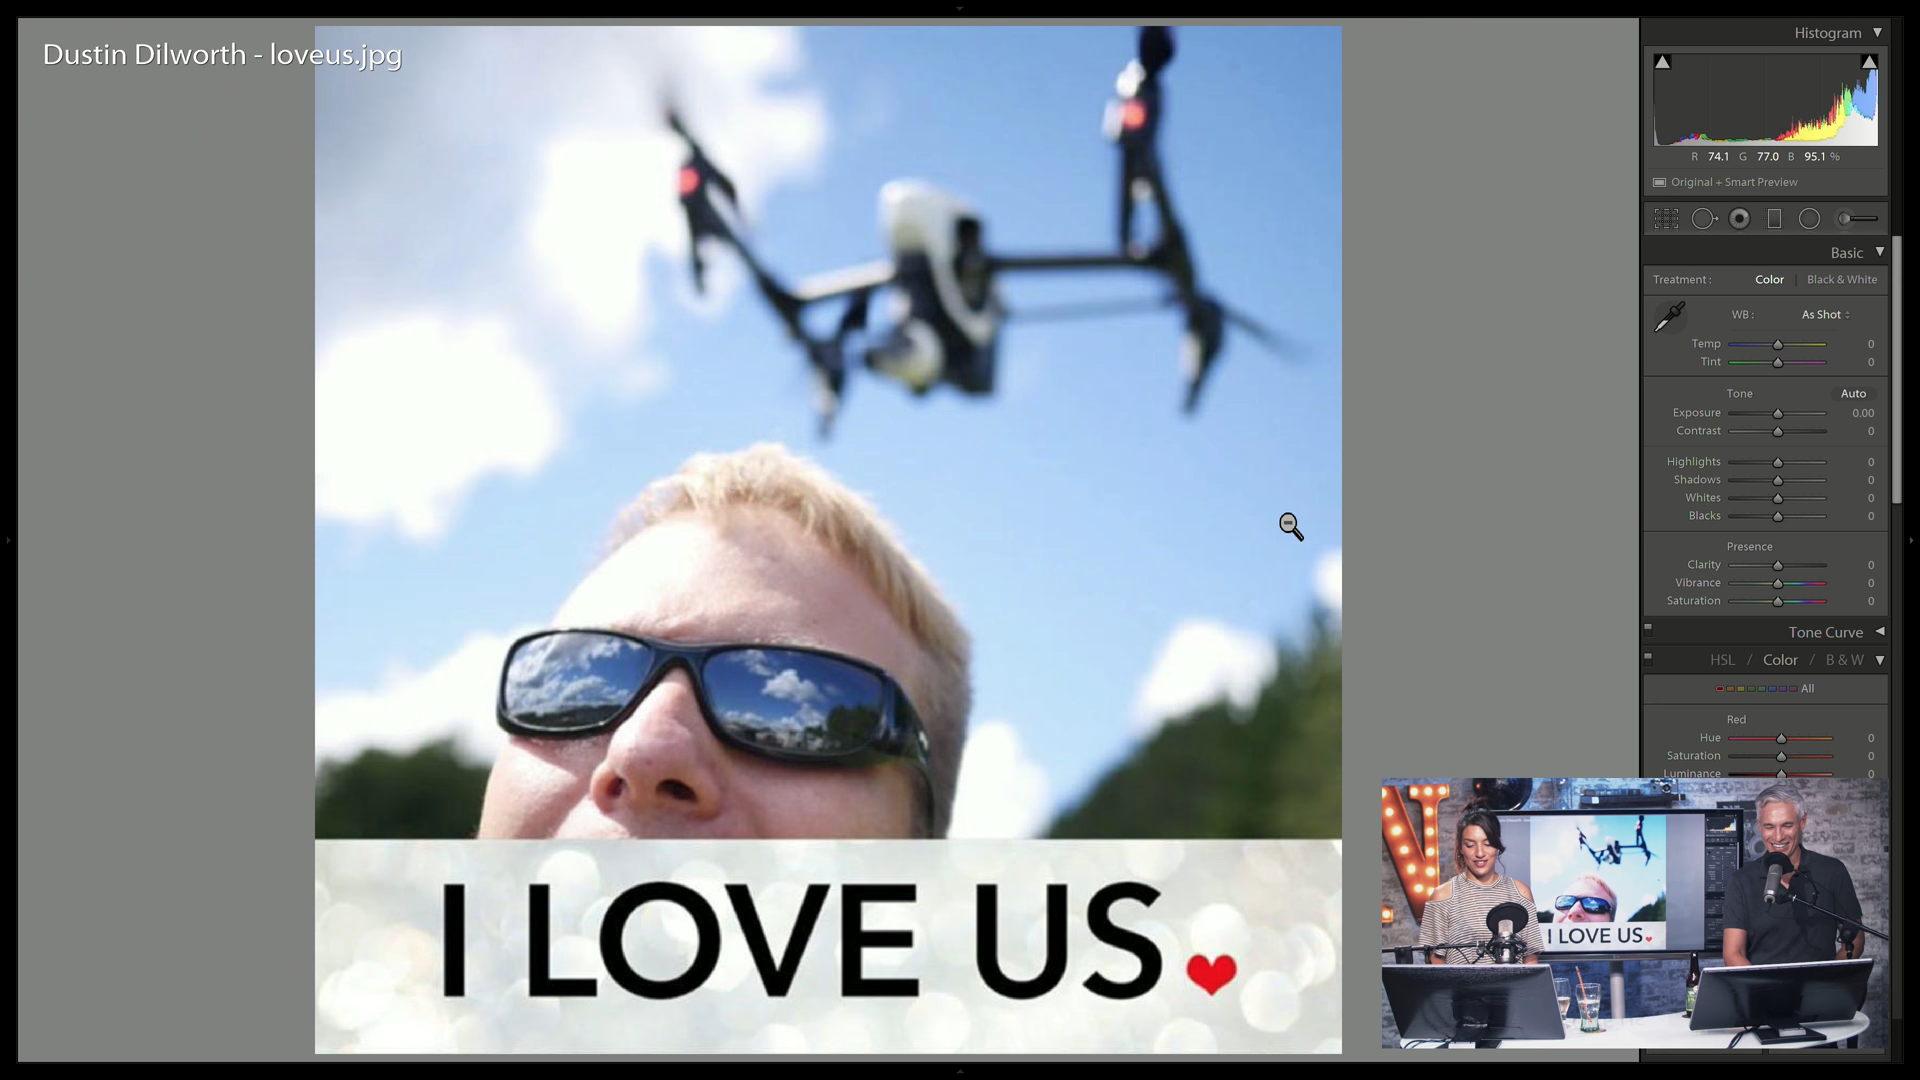 Dustin Dilworth - loveus.jpg
I LOVE US
Histogram
R 74.1 G 77.0 B 95.1 %
Original + Smart Preview
Basic
Treatment : Color Black & White
WB : As Shot
Temp 0
Tint 0
Tone Auto
Exposure 0.00
Contrast 0
Highlights 0
Shadows 0
Whites 0
Blacks 0
Presence
Clarity 0
Vibrance 0
Saturation 0
Tone Curve
HSL / Color / B & W
All
Red
Hue 0
Saturation 0
Luminance 0
N
I LOVE US